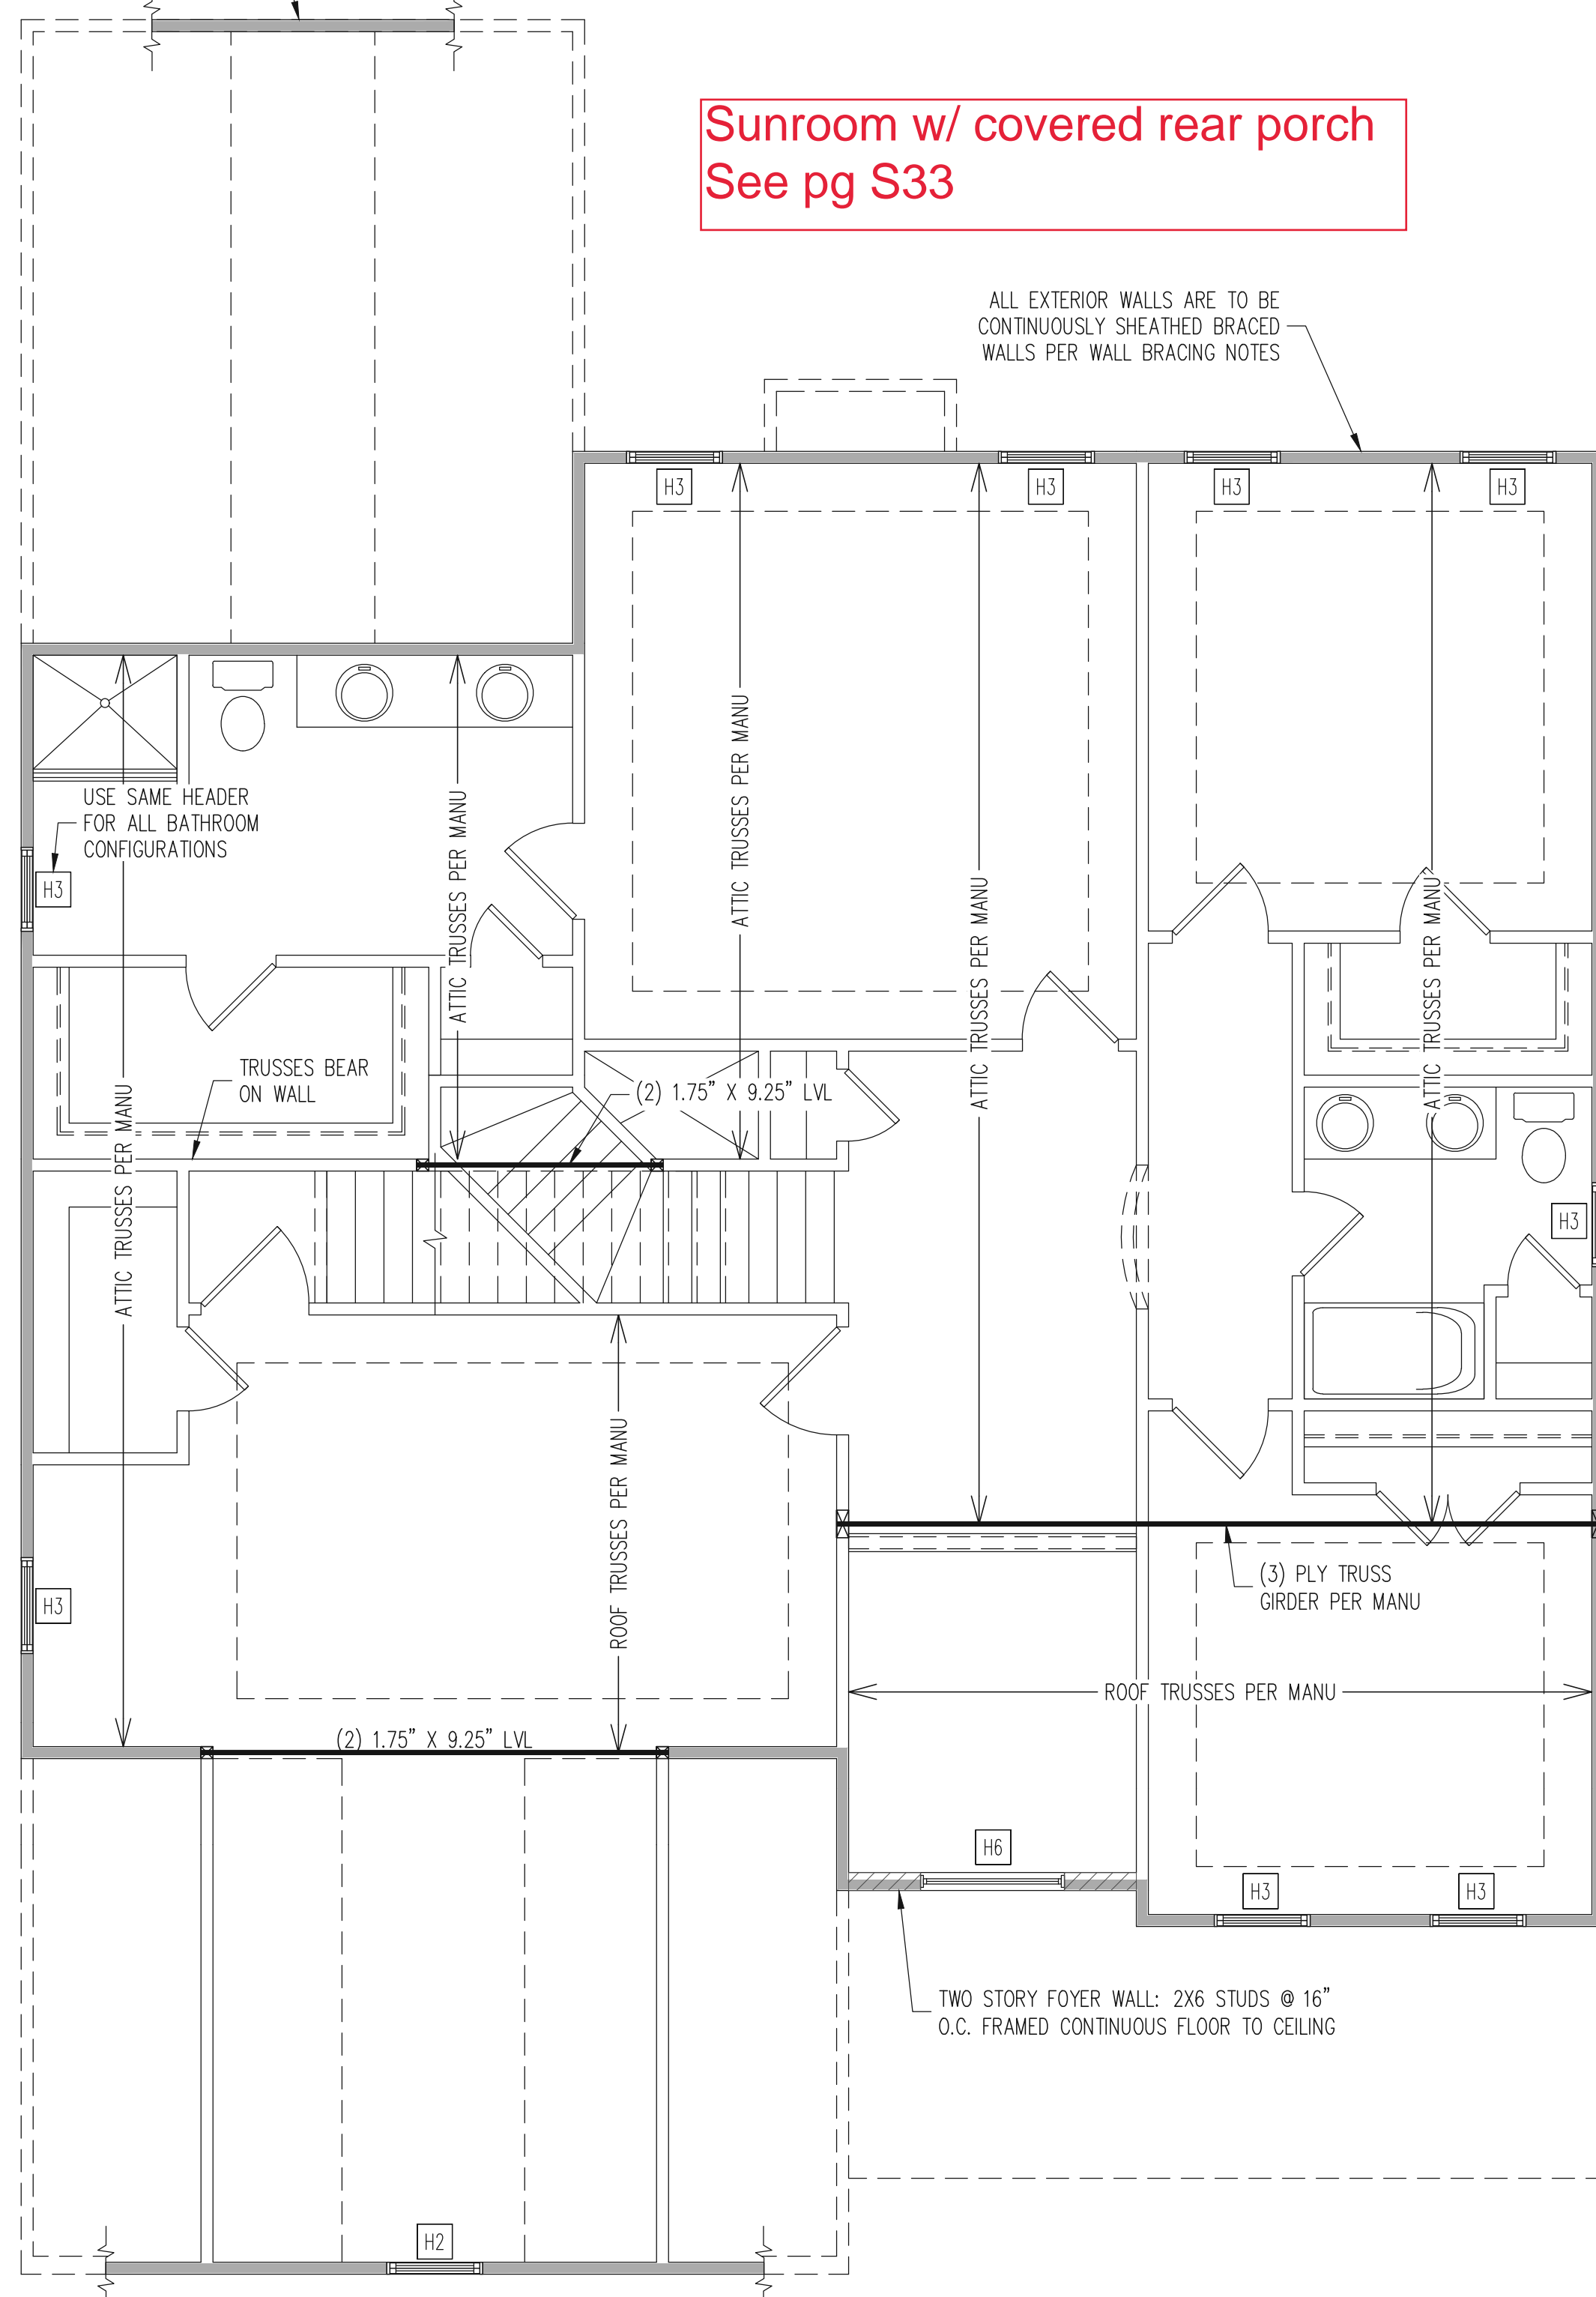 Sunroom w/ covered rear porch
See pg S33
ALL EXTERIOR WALLS ARE TO BE
CONTINUOUSLY SHEATHED BRACED
WALLS PER WALL BRACING NOTES
H3
H3
H3
H3
ATTIC TRUSSES PER MANU
ATTIC TRUSSES PER MANU
ATTIC TRUSSES PER MANU
ATTIC TRUSSES PER MANU
ATTIC TRUSSES PER MANU
USE SAME HEADER
FOR ALL BATHROOM
CONFIGURATIONS
H3
TRUSSES BEAR
ON WALL
(2) 1.75" X 9.25" LVL
H3
ROOF TRUSSES PER MANU
(3) PLY TRUSS
GIRDER PER MANU
H3
ROOF TRUSSES PER MANU
(2) 1.75" X 9.25" LVL
H6
H3
H3
TWO STORY FOYER WALL: 2X6 STUDS @ 16"
O.C. FRAMED CONTINUOUS FLOOR TO CEILING
H2